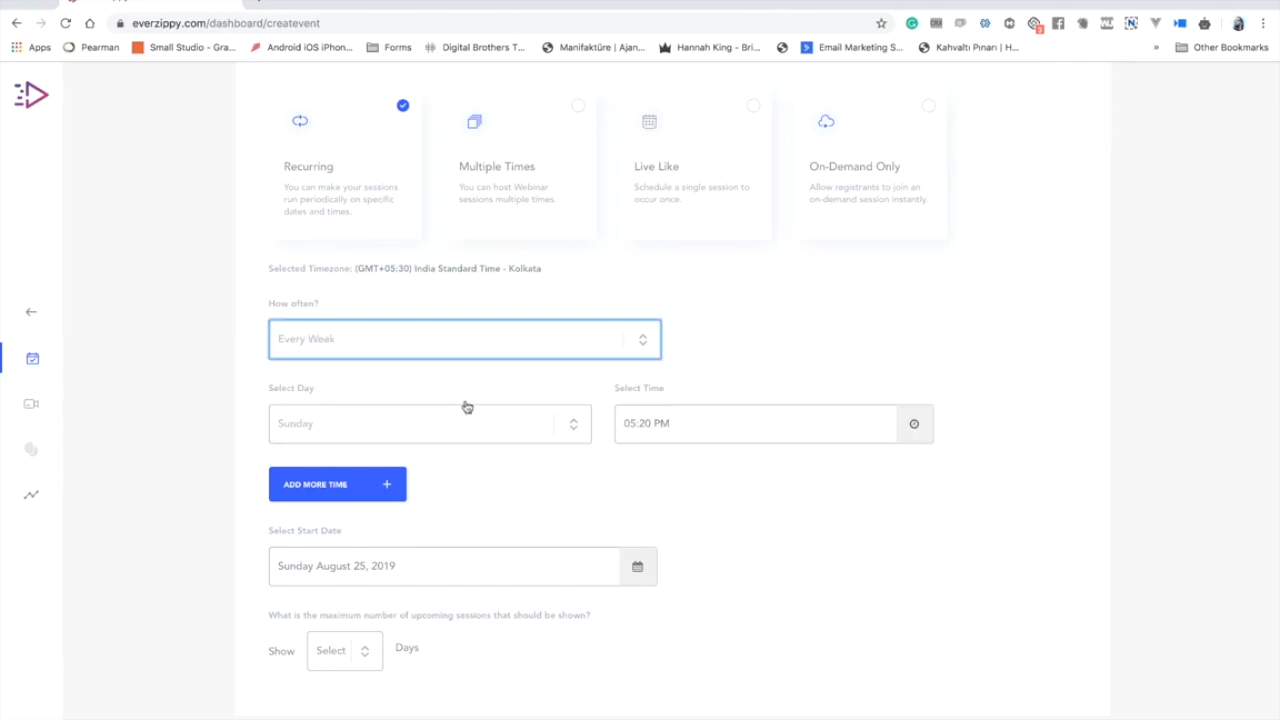 everzippy.com/dashboard/createvent
Apps
Pearman
Small Studio - Gra...
Android iOS iPhon...
Forms
Digital Brothers T...
Manifaktüre | Ajan...
Hannah King - Bri...
Email Marketing S...
Kahvaltı Pınarı | H...
»
Other Bookmarks
Recurring
You can make your sessions
run periodically on specific
dates and times.
Multiple Times
You can host Webinar
sessions multiple times.
Live Like
Schedule a single session to
occur once.
On-Demand Only
Allow registrants to join an
on-demand session instantly.
Selected Timezone: (GMT+05:30) India Standard Time - Kolkata
How often?
Every Week
Select Day
Select Time
Sunday
05:20 PM
ADD MORE TIME +
Select Start Date
Sunday August 25, 2019
What is the maximum number of upcoming sessions that should be shown?
Show Select Days